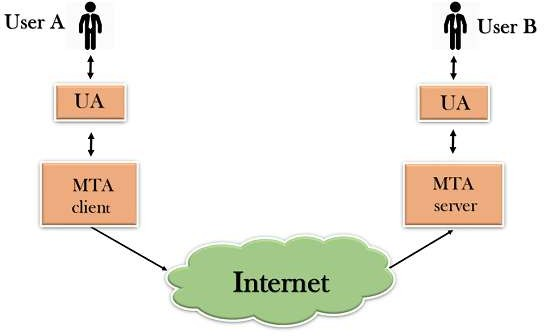 User A
User B
UA
UA
MTA
client
MTA
server
Internet